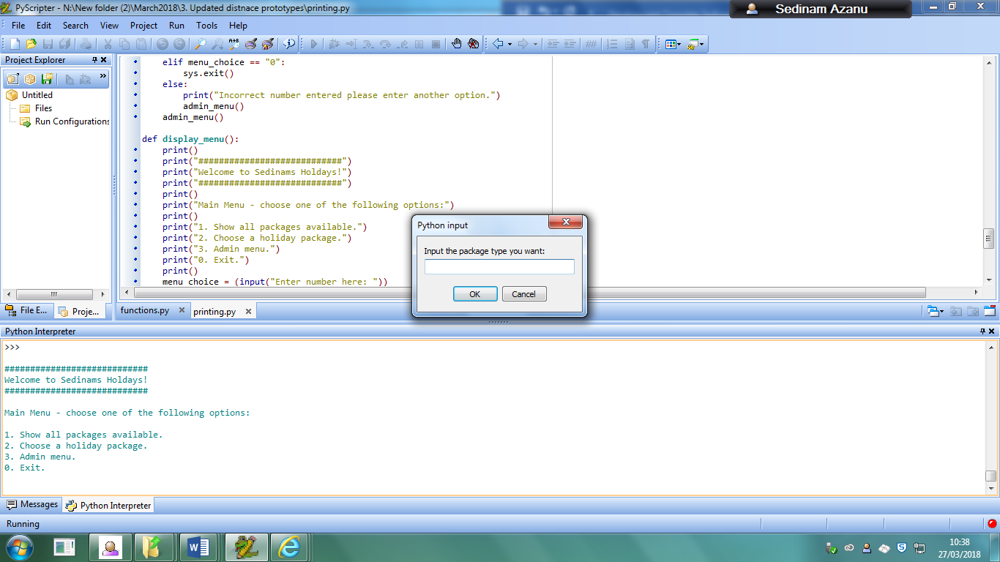 PyScripter - N:\New folder (2)\March2018\3. Updated distnace prototypes\printing.py
Sedinam Azanu
File Edit Search View Project Run Tools Help
Project Explorer
Untitled
Files
Run Configurations
elif menu_choice == "0":
sys.exit()
else:
print("Incorrect number entered please enter another option.")
admin_menu()
admin_menu()
def display_menu():
print()
print("############################")
print("Welcome to Sedinams Holdays!")
print("############################")
print()
print("Main Menu - choose one of the following options:")
print()
print("1. Show all packages available.")
print("2. Choose a holiday package.")
print("3. Admin menu.")
print("0. Exit.")
print()
menu choice = (input("Enter number here: "))
Python input
Input the package type you want:
OK Cancel
File E... Proje...
functions.py printing.py
Python Interpreter
>>>
############################
Welcome to Sedinams Holdays!
############################
Main Menu - choose one of the following options:
1. Show all packages available.
2. Choose a holiday package.
3. Admin menu.
0. Exit.
Messages Python Interpreter
Running
10:38
27/03/2018